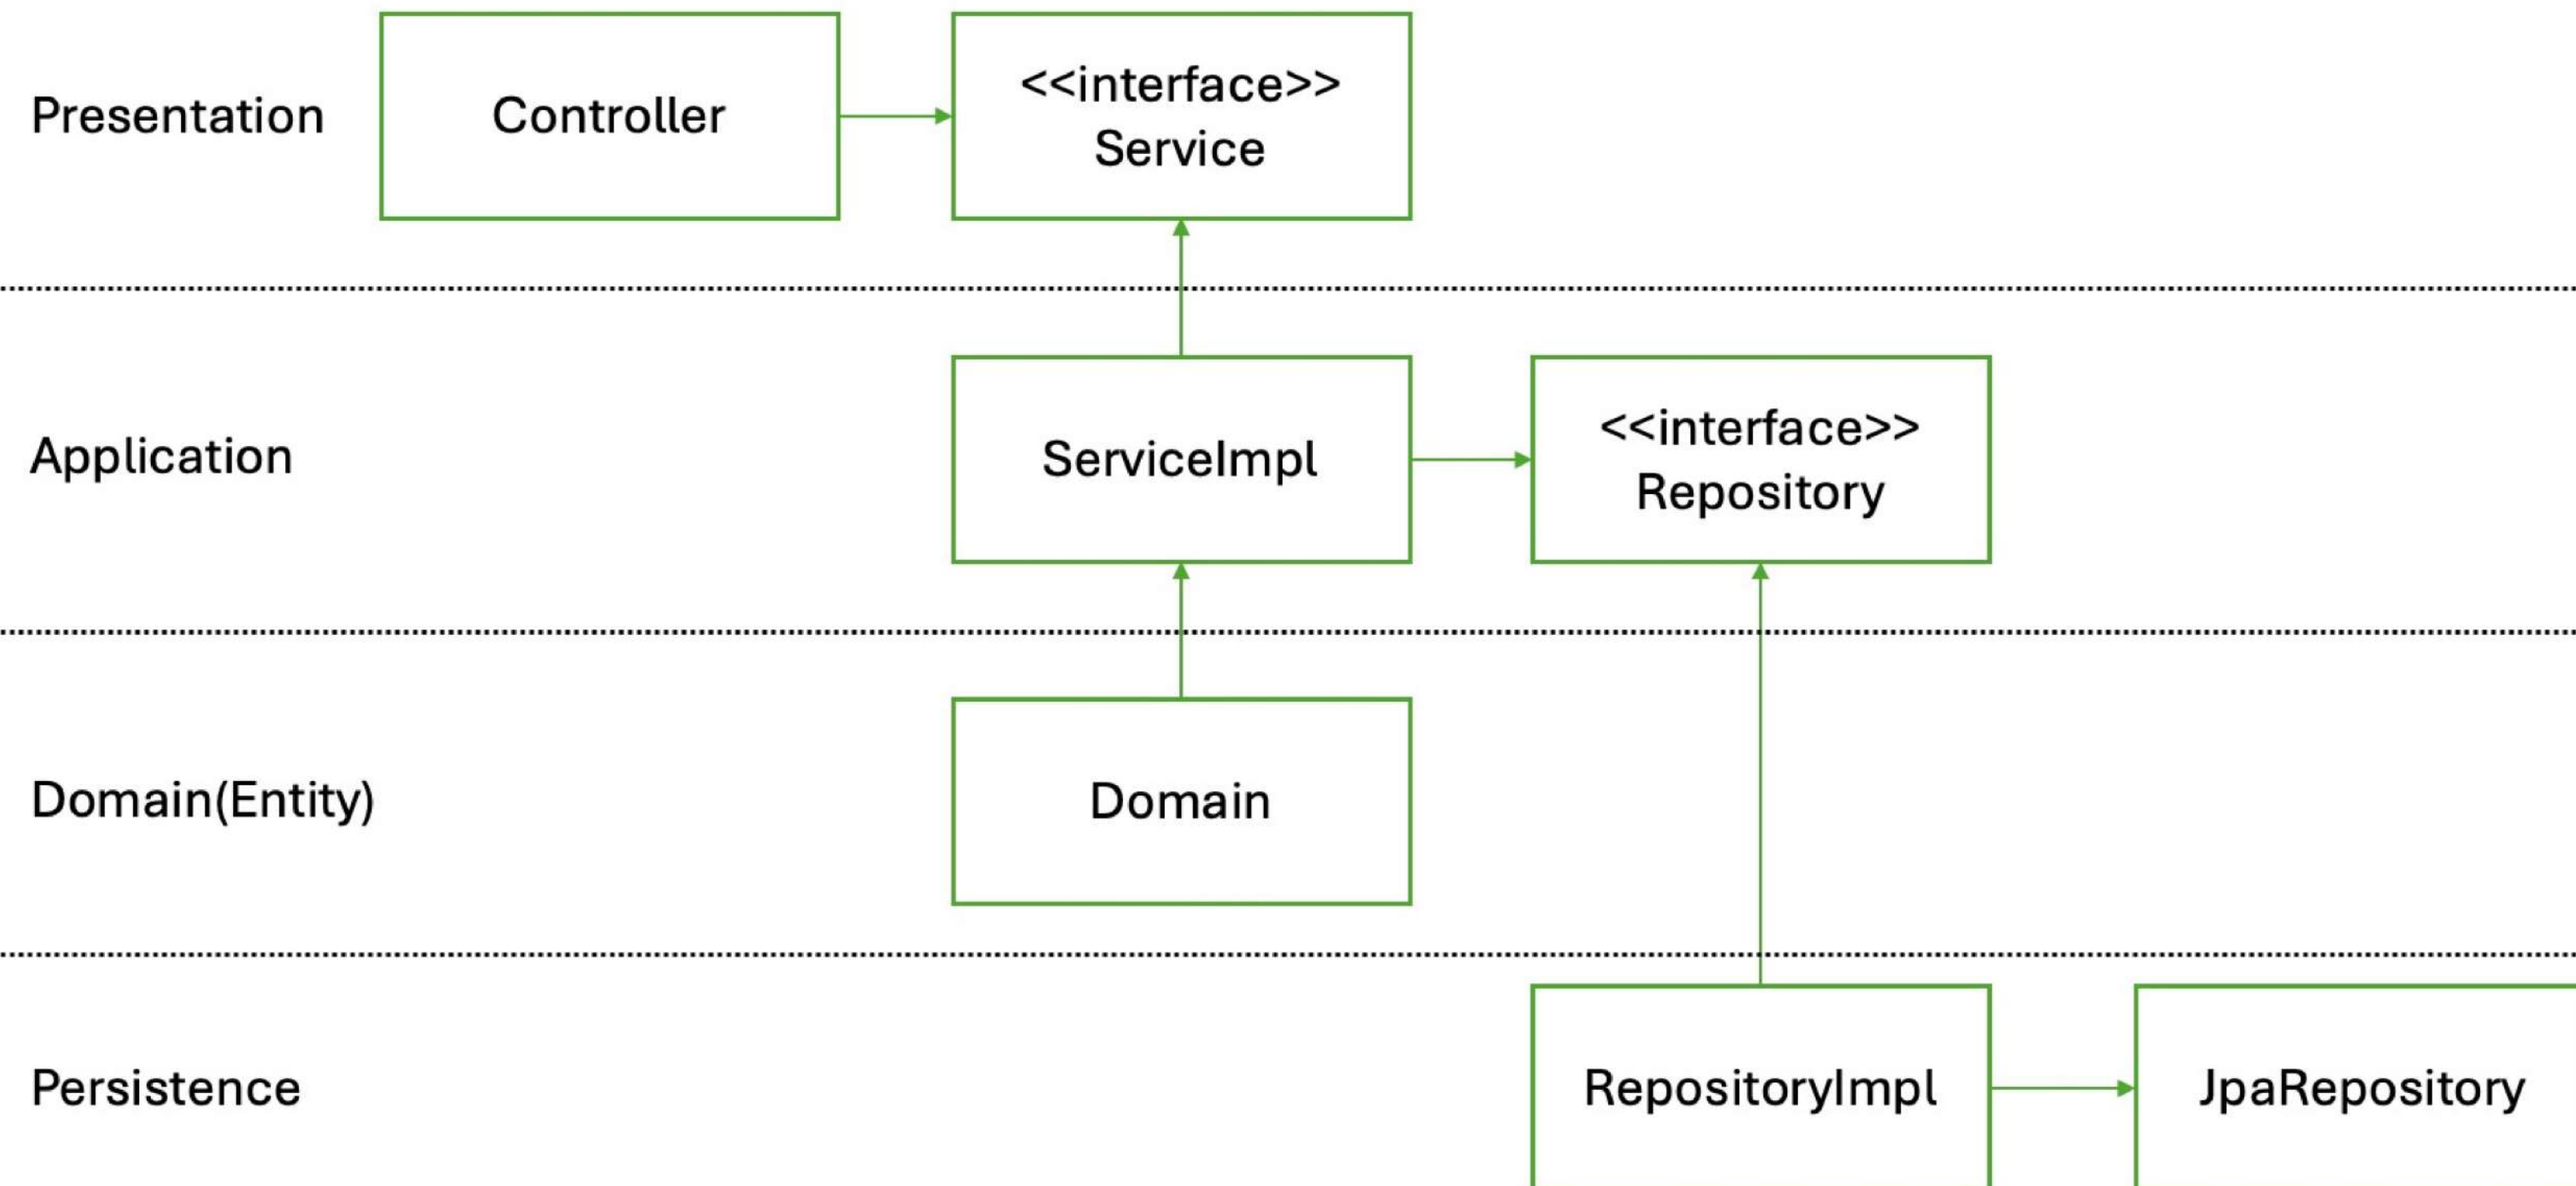 Presentation
Controller
<<interface>>
Service
Application
ServiceImpl
<<interface>>
Repository
Domain(Entity)
Domain
Persistence
RepositoryImpl
JpaRepository